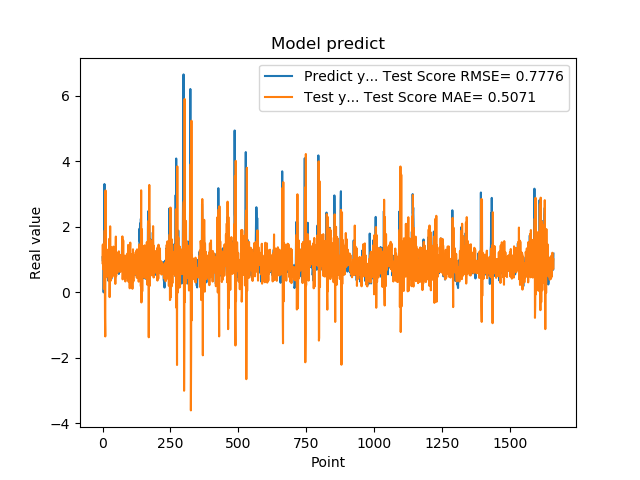 Model predict
Predict y... Test Score RMSE= 0.7776
Test y... Test Score MAE= 0.5071
6
4
2
0
−2
−4
Real value
0 250 500 750 1000 1250 1500
Point